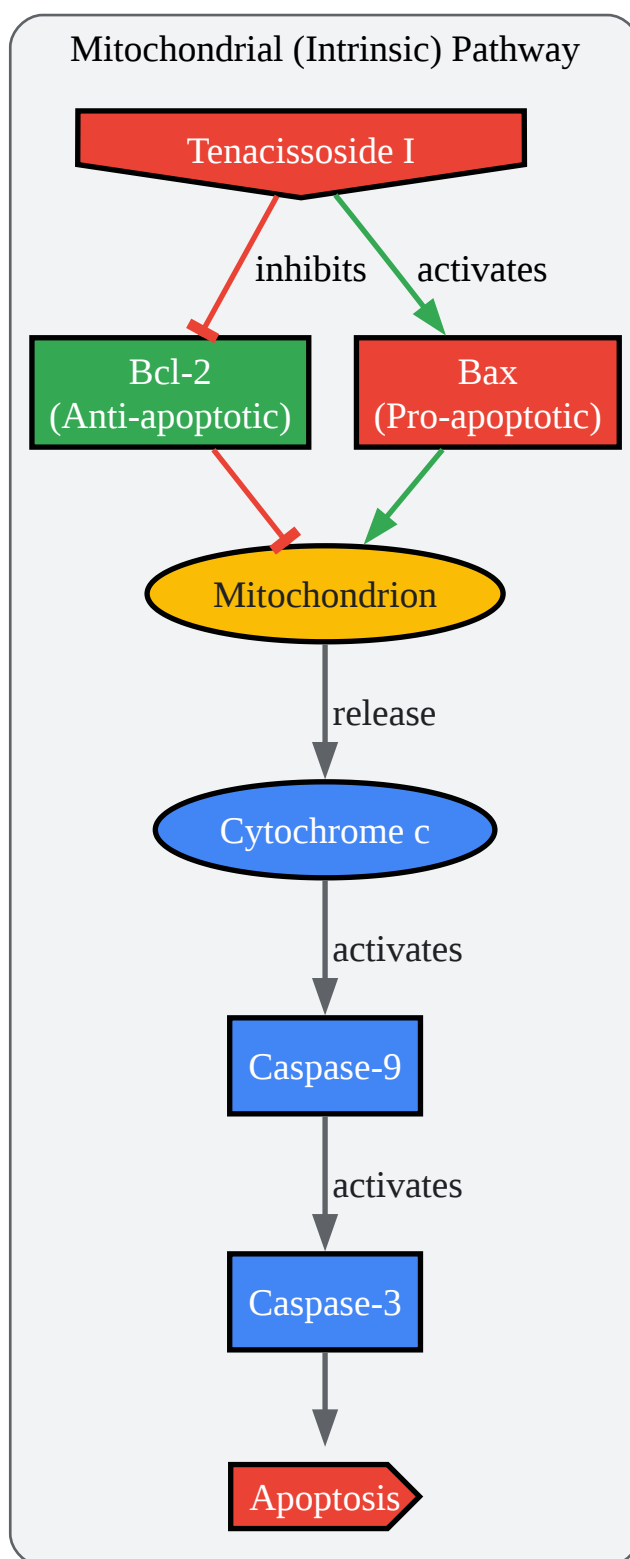 Mitochondrial (Intrinsic) Pathway
Tenacissoside I
inhibits
activates
Bcl-2
(Anti-apoptotic)
Bax
(Pro-apoptotic)
Mitochondrion
release
Cytochrome c
activates
Caspase-9
activates
Caspase-3
Apoptosis